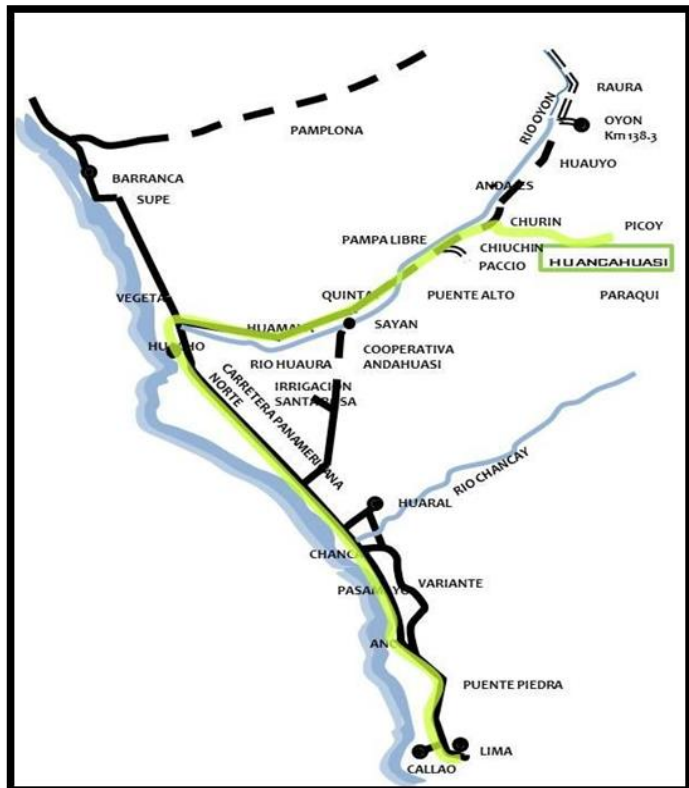 RAURA
RIO OYON
OYON
Km 138.3
PAMPLONA
HUAUYO
BARRANCA
SUPE
CHURIN
PICOY
PAMPA LIBRE
CHIUCHIN
HUANCAHUASI
PACCIO
VEGETA
QUINTA
PUENTE ALTO
PARAQUI
SAYAN
RIO HUAURA
COOPERATIVA
ANDAHUASI
IRRIGACION
CARRETERA PANAMERICANA
NORTE
RIO CHANCAY
HUARAL
VARIANTE
PUENTE PIEDRA
LIMA
CALLAO